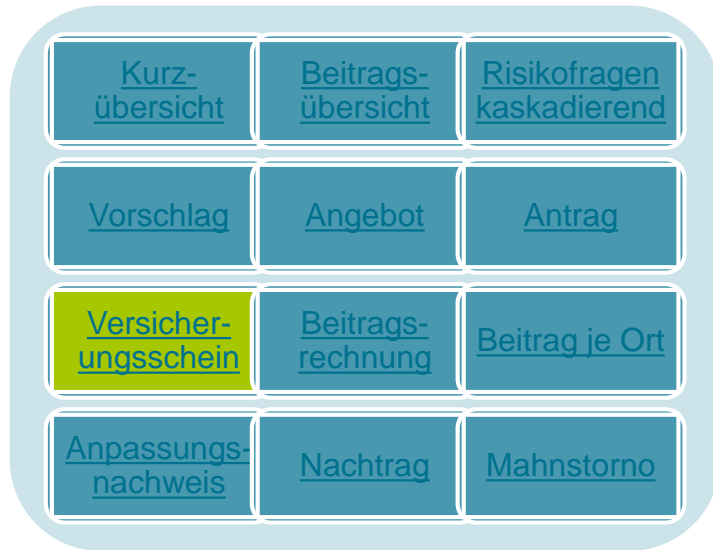 Kurz-
übersicht
Beitrags-
übersicht
Risikofragen
kaskadierend
Vorschlag
Angebot
Antrag
Versicher-
ungsschein
Beitrags-
rechnung
Beitrag je Ort
Anpassungs-
nachweis
Nachtrag
Mahnstorno